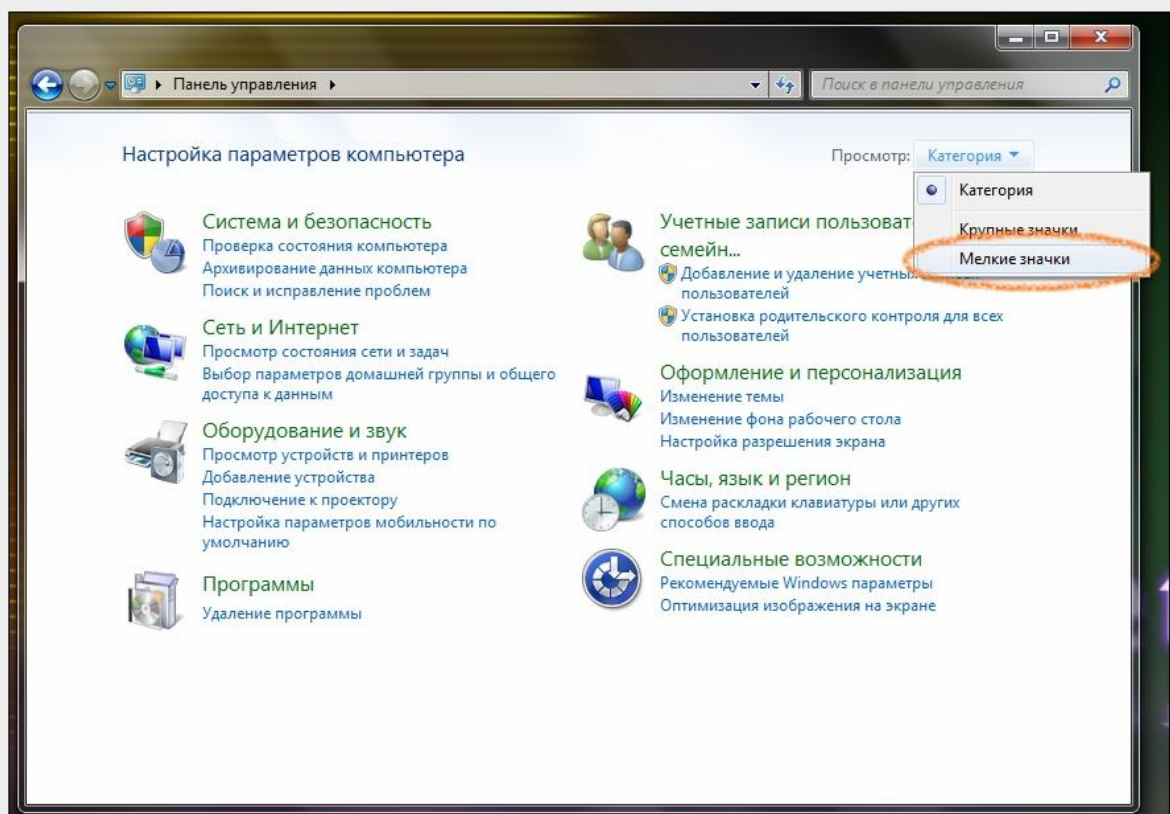 Панель управления
Поиск в панели управления
Настройка параметров компьютера
Просмотр: Категория
Категория
Крупные значки
Мелкие значки
Система и безопасность
Проверка состояния компьютера
Архивирование данных компьютера
Поиск и исправление проблем
Сеть и Интернет
Просмотр состояния сети и задач
Выбор параметров домашней группы и общего
доступа к данным
Оборудование и звук
Просмотр устройств и принтеров
Добавление устройства
Подключение к проектору
Настройка параметров мобильности по
умолчанию
Программы
Удаление программы
Учетные записи
семейн...
Добавление и удаление
пользователей
Установка родительского контроля для всех
пользователей
Оформление и персонализация
Изменение темы
Изменение фона рабочего стола
Настройка разрешения экрана
Часы, язык и регион
Смена раскладки клавиатуры или других
способов ввода
Специальные возможности
Рекомендуемые Windows параметры
Оптимизация изображения на экране